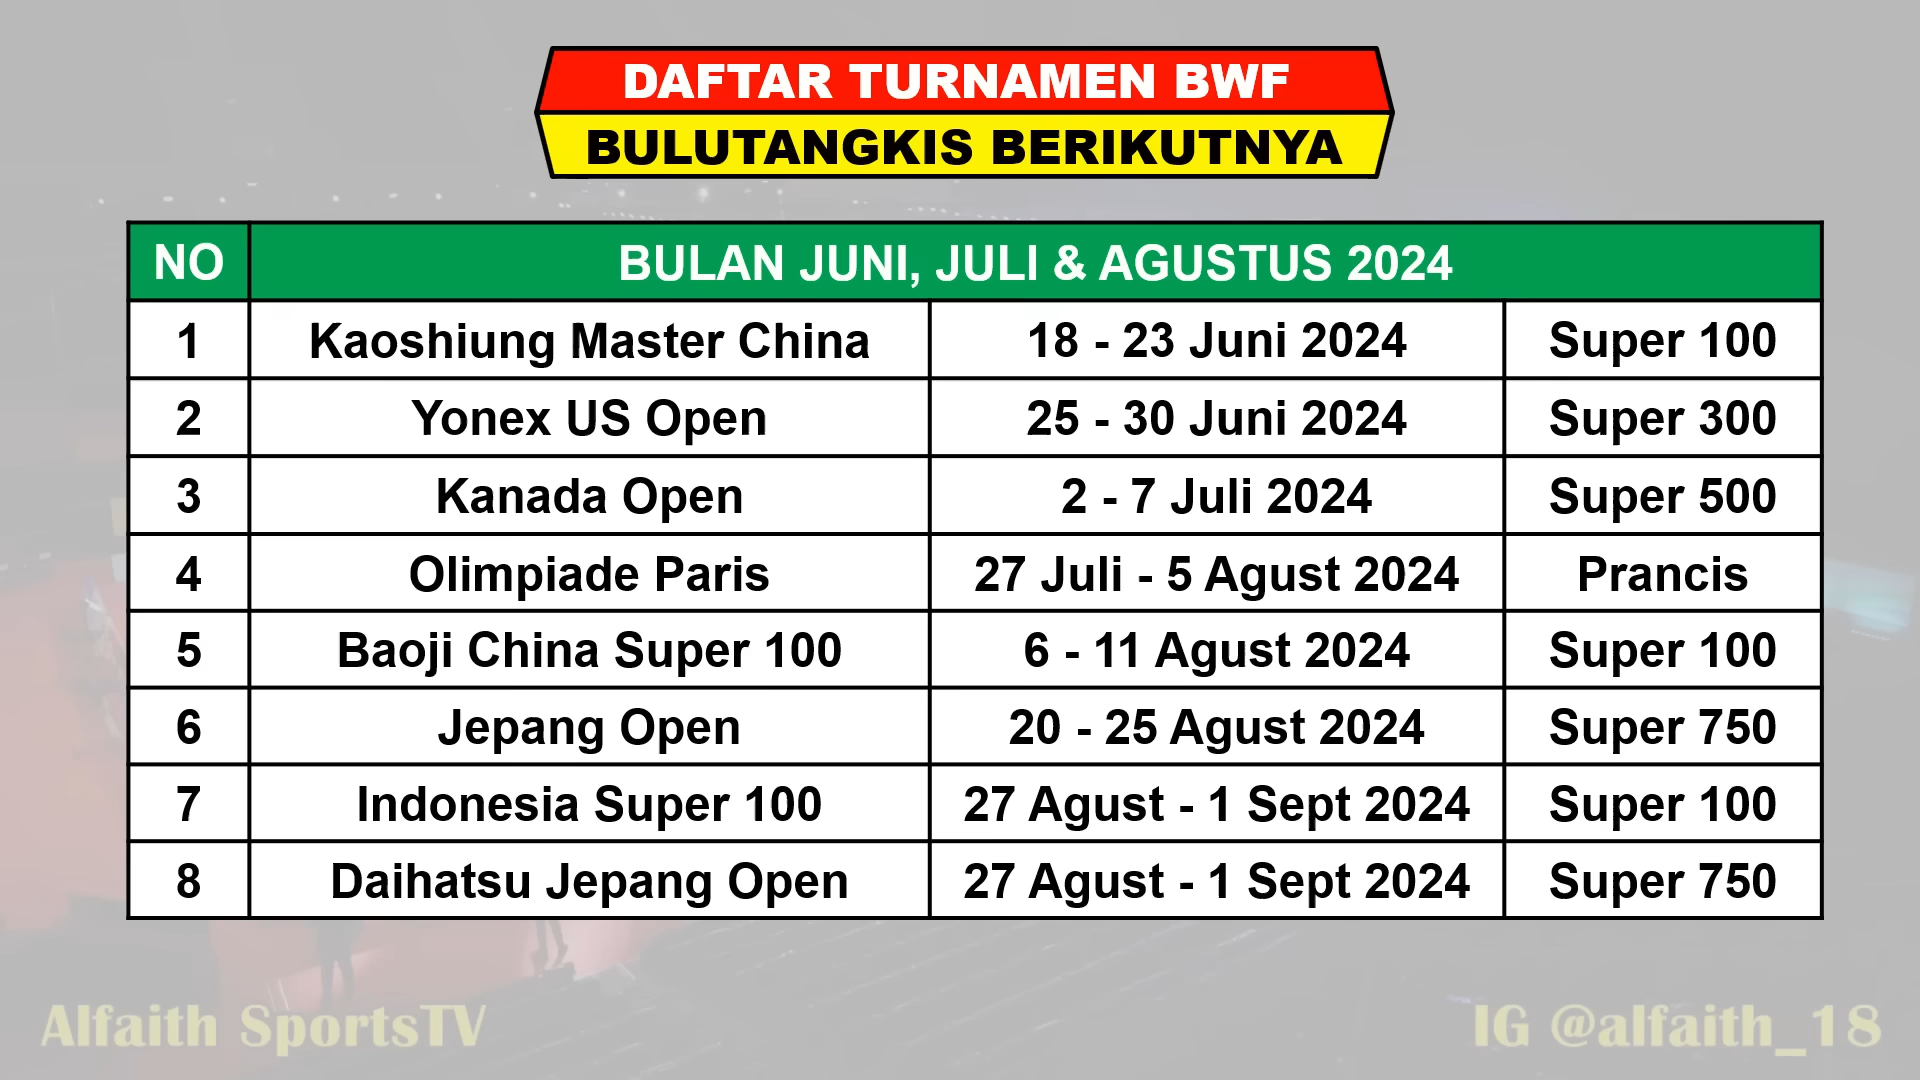 DAFTAR TURNAMEN BWF
BULUTANGKIS BERIKUTNYA
NO BULAN JUNI, JULI & AGUSTUS 2024
1 Kaoshiung Master China 18 - 23 Juni 2024 Super 100
2 Yonex US Open 25 - 30 Juni 2024 Super 300
3 Kanada Open 2 - 7 Juli 2024 Super 500
4 Olimpiade Paris 27 Juli - 5 Agust 2024 Prancis
5 Baoji China Super 100 6 - 11 Agust 2024 Super 100
6 Jepang Open 20 - 25 Agust 2024 Super 750
7 Indonesia Super 100 27 Agust - 1 Sept 2024 Super 100
8 Daihatsu Jepang Open 27 Agust - 1 Sept 2024 Super 750
Alfaith SportsTV IG @alfaith_18